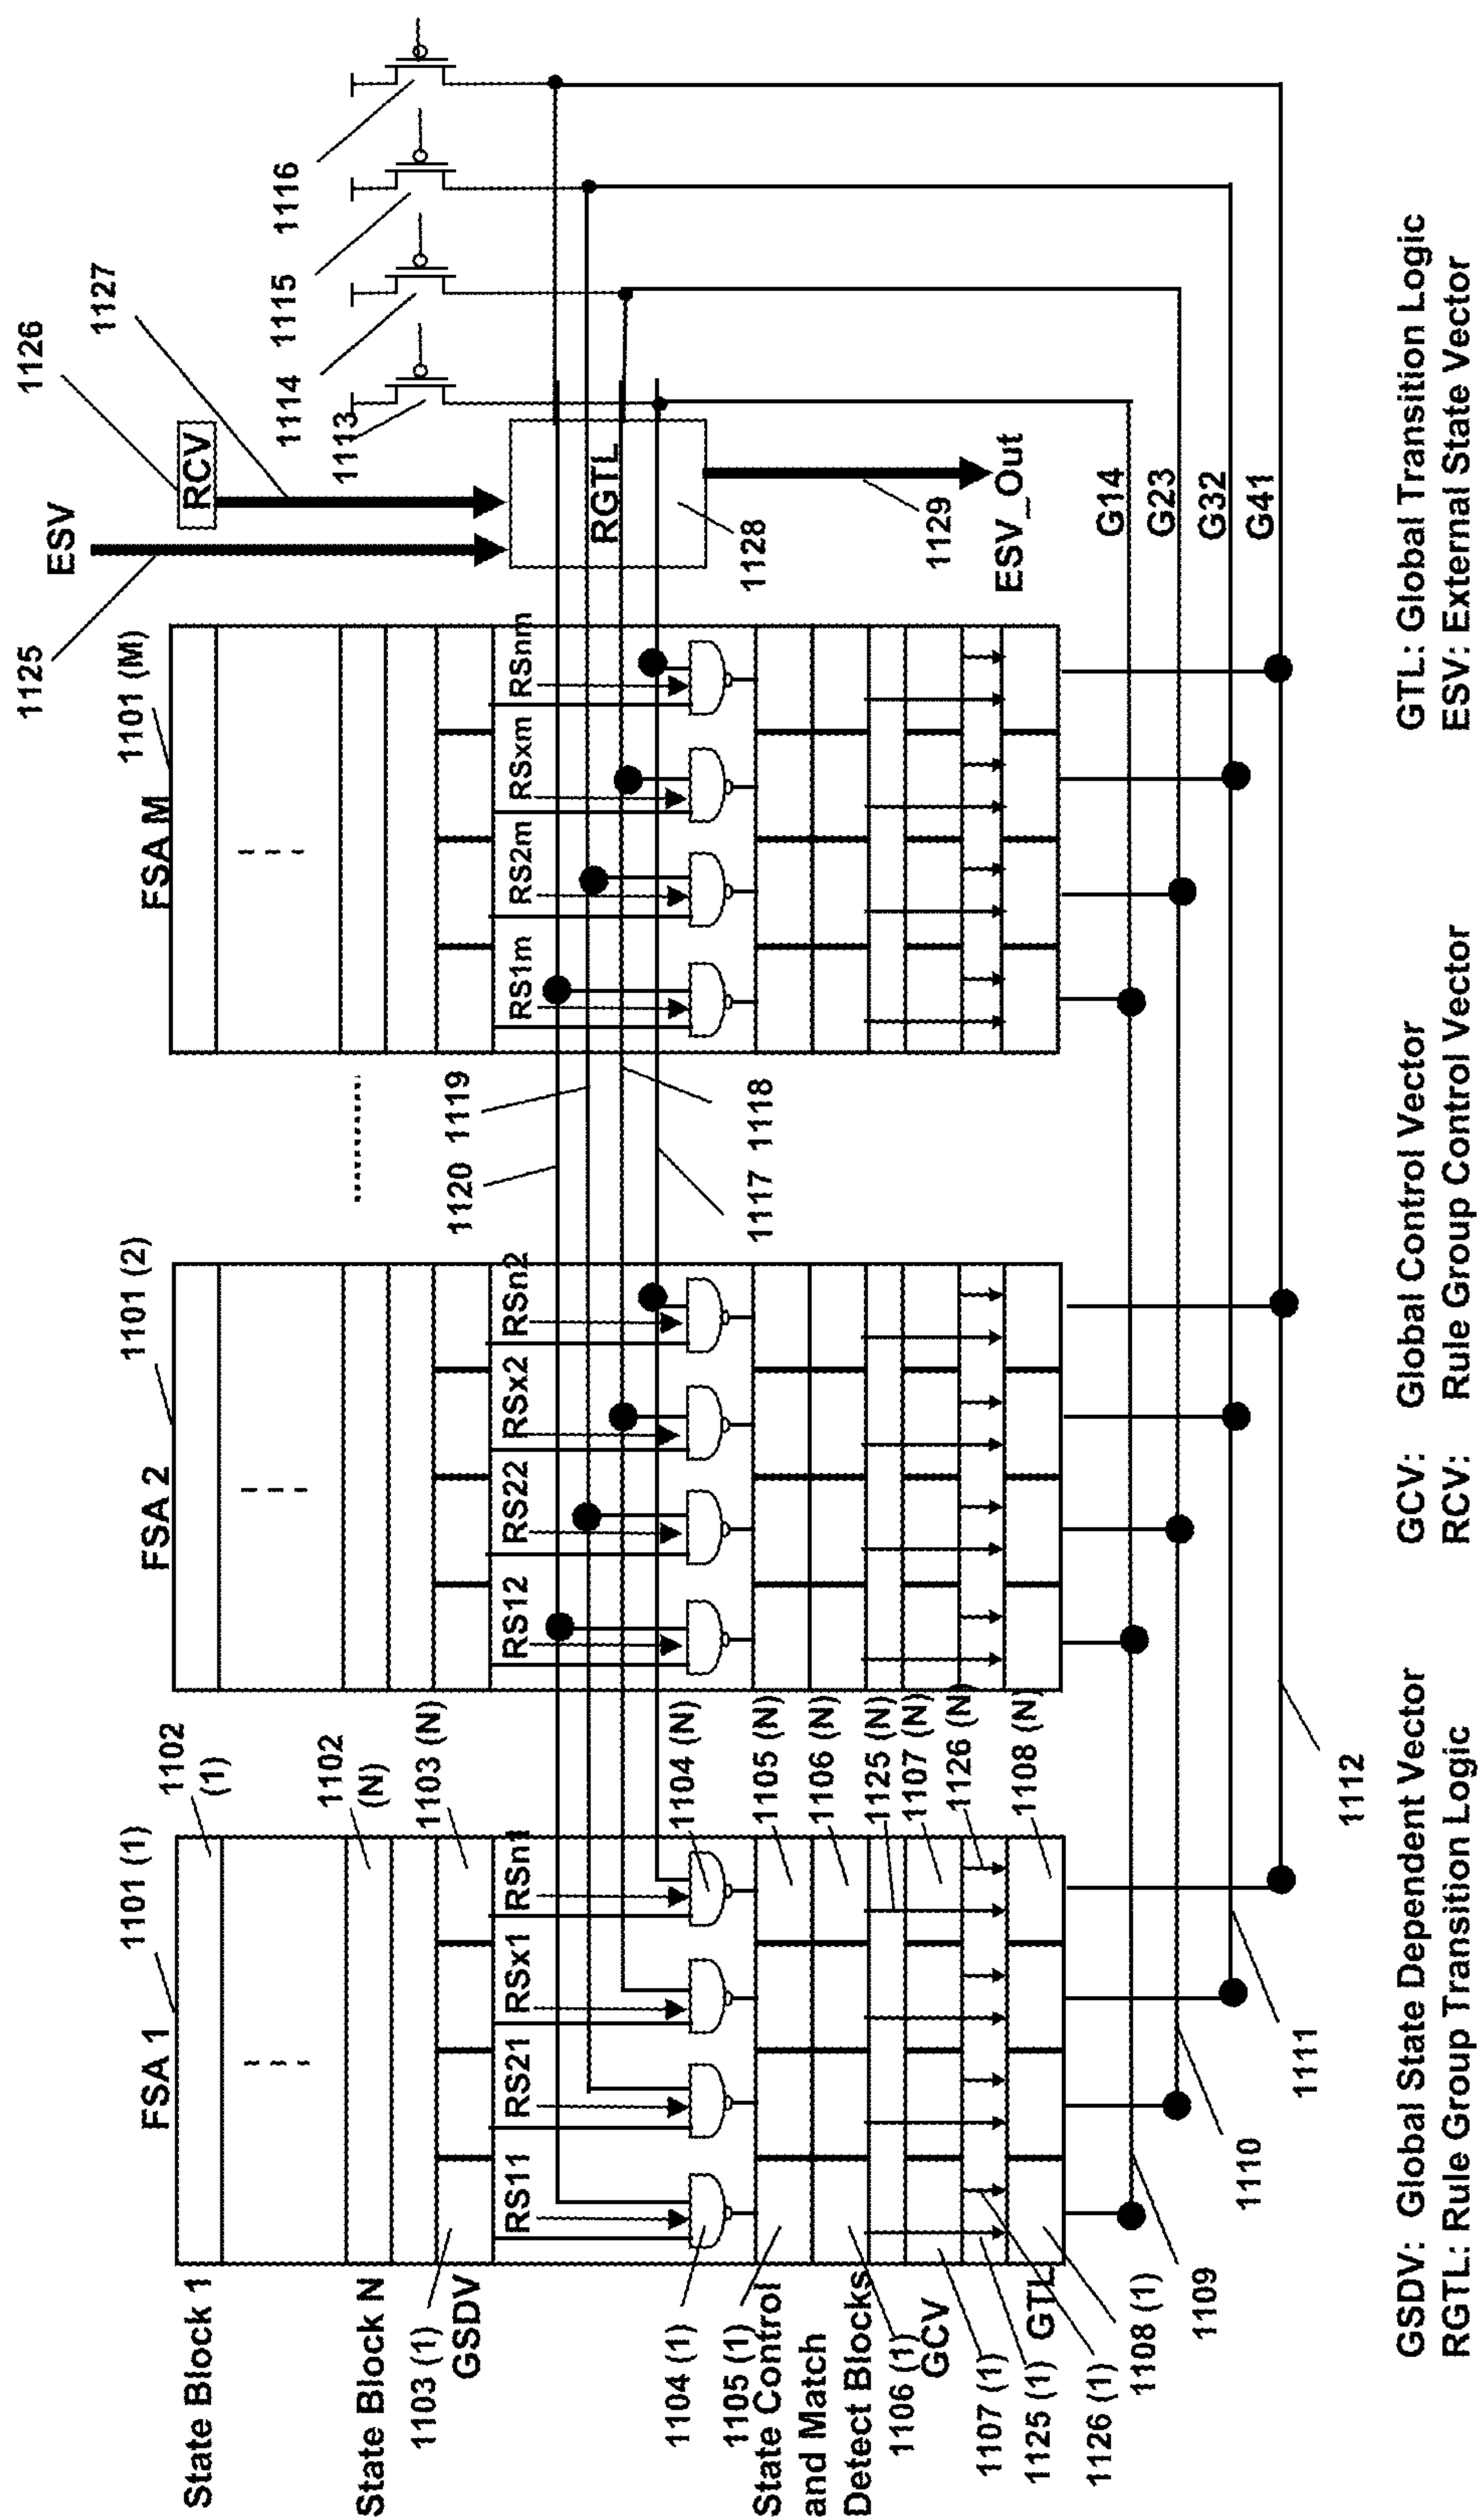 FSA 1
1101 (1)
1102
(1)
FSA 2
1101 (2)
FSA M
1101 (M)
1125
ESV
1126
RCV
1127
State Block 1
State Block N
1102
(N)
1103 (1)
GSDV
1103 (N)
RS11
RS21
RSx1
RSn1
RS12
RS22
RSx2
RSn2
RS1m
RS2m
RSxm
RSnm
1120
1119
1117
1118
RGTL
1128
1129
ESV_Out
1113
1114
1115
1116
1104 (1)
1104 (N)
1105 (1)
1105 (N)
State Control
and Match
Detect Blocks
1106 (1)
1106 (N)
1125 (N)
GCV
1107 (1)
1107 (N)
1125 (1)
1126 (N)
GTL
1126 (1)
1108 (1)
1108 (N)
G14
G23
G32
G41
1109
1110
1111
1112
GSDV: Global State Dependent Vector
GCV: Global Control Vector
GTL: Global Transition Logic
RGTL: Rule Group Transition Logic
RCV: Rule Group Control Vector
ESV: External State Vector